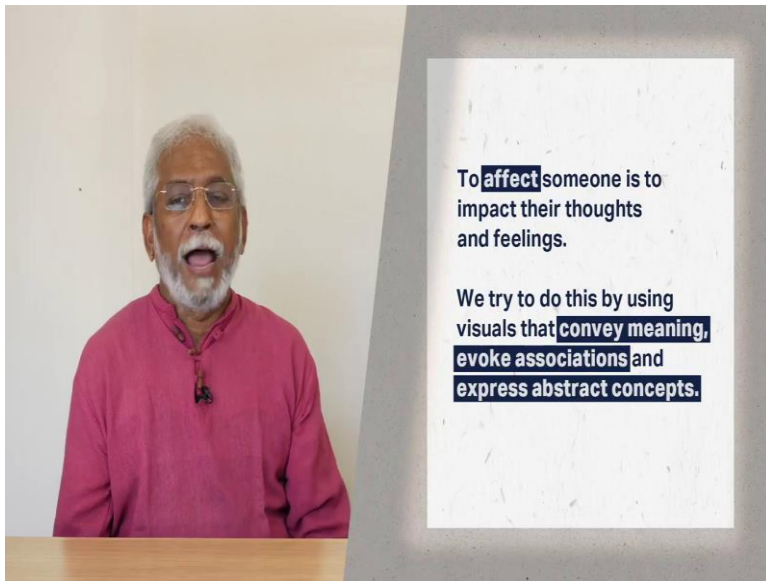 To affect someone is to
impact their thoughts
and feelings.
We try to do this by using
visuals that convey meaning,
evoke associations and
express abstract concepts.